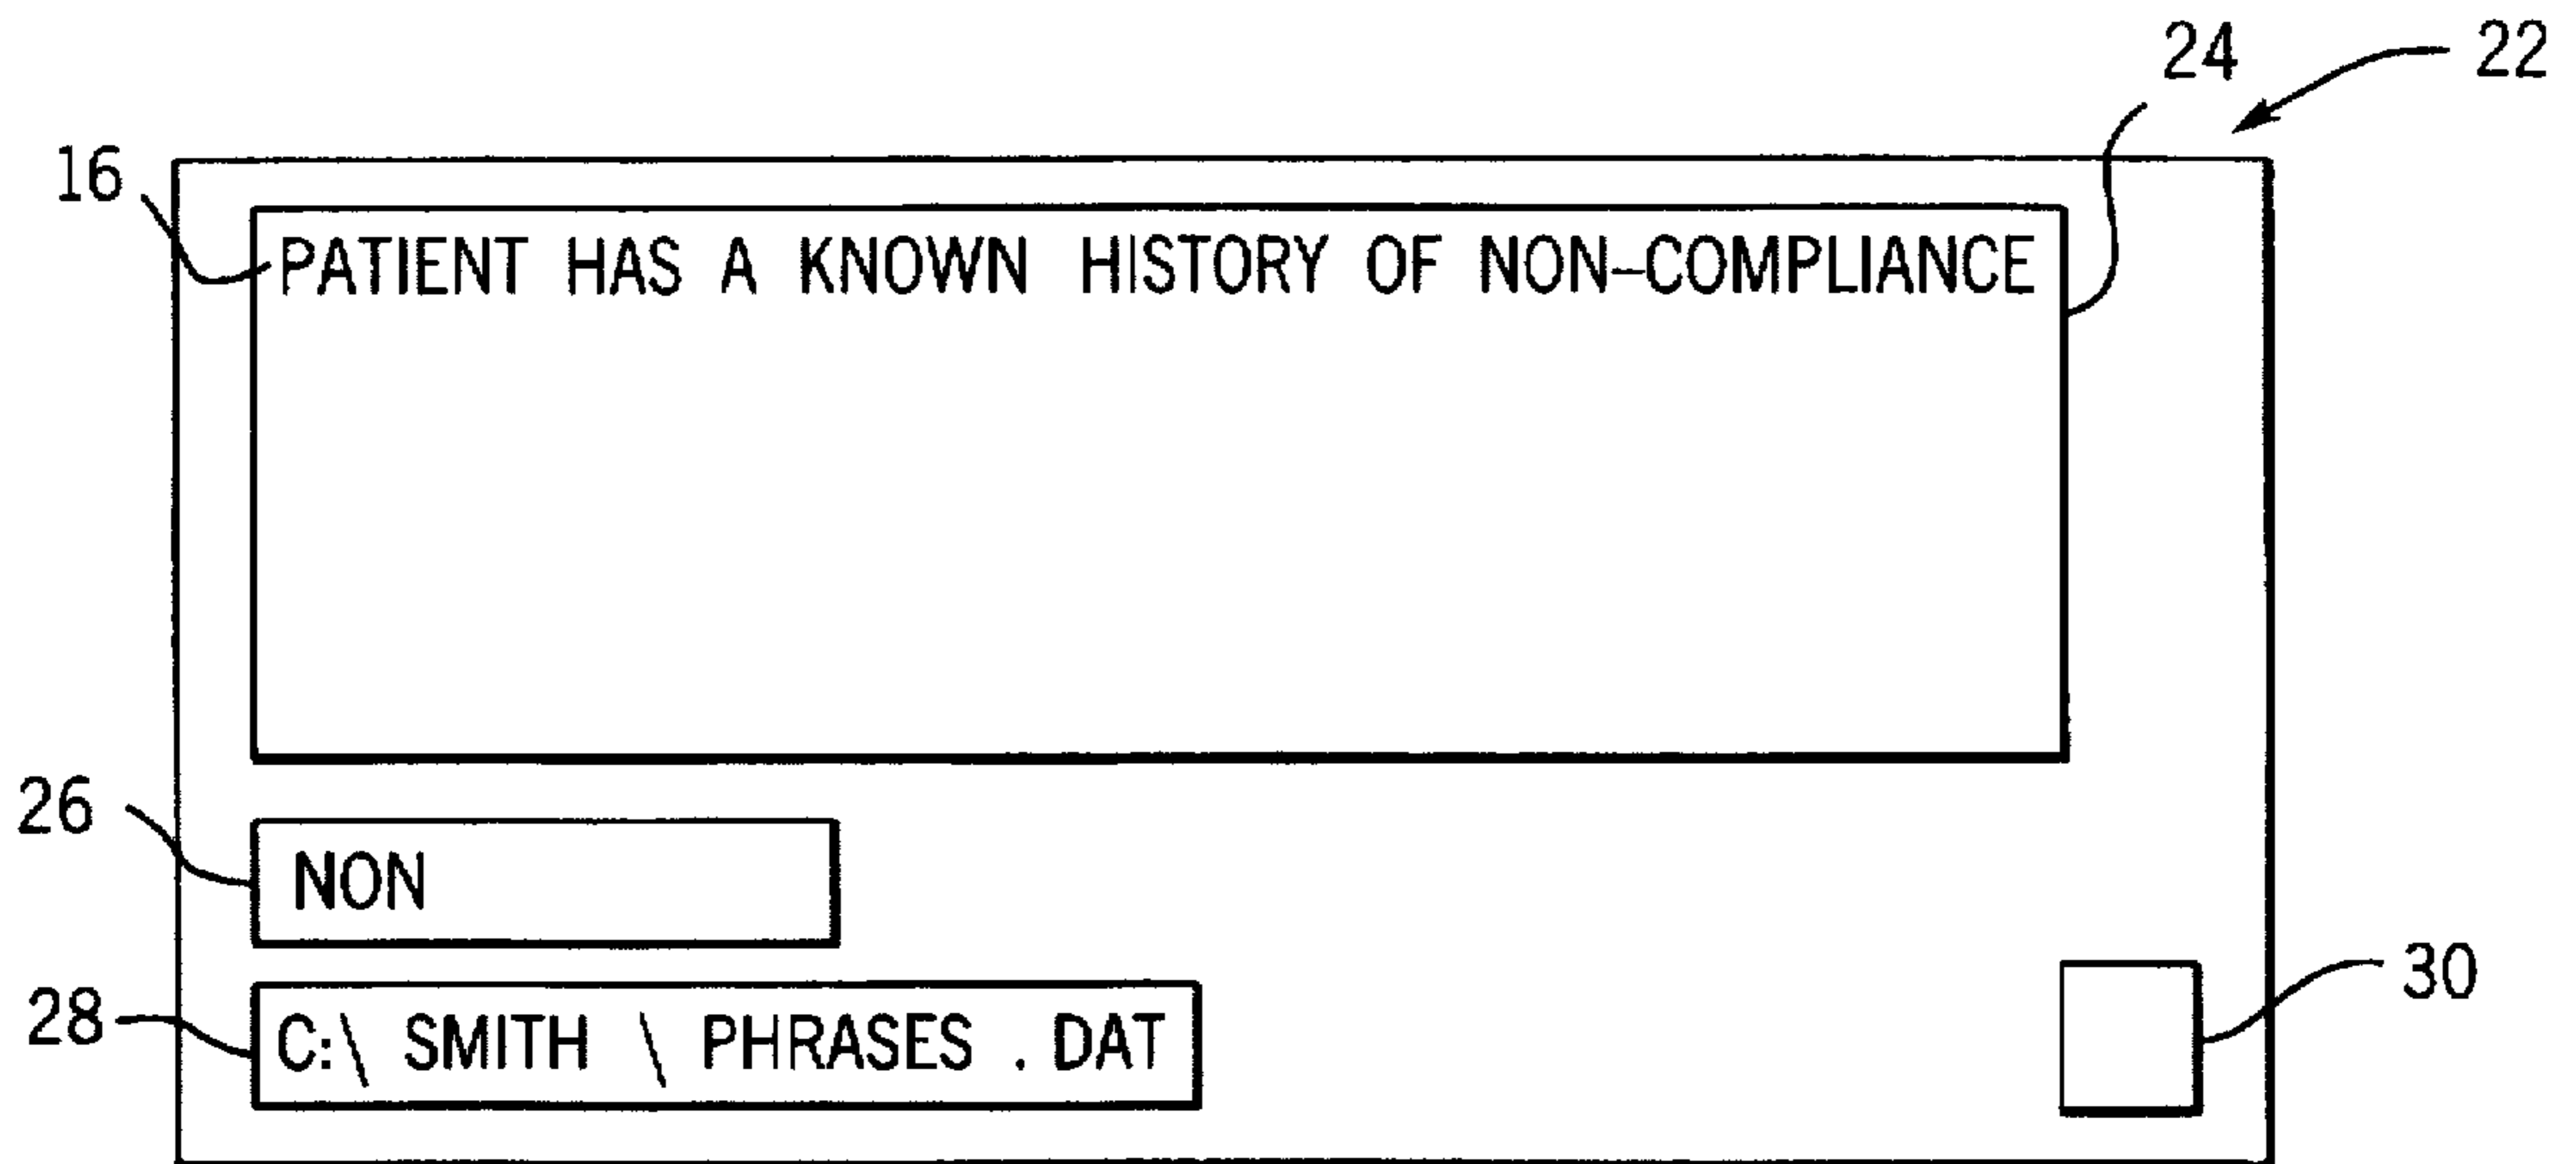 24
22
16
PATIENT HAS A KNOWN HISTORY OF NON-COMPLIANCE
26
NON
28
C:\ SMITH \ PHRASES . DAT
30